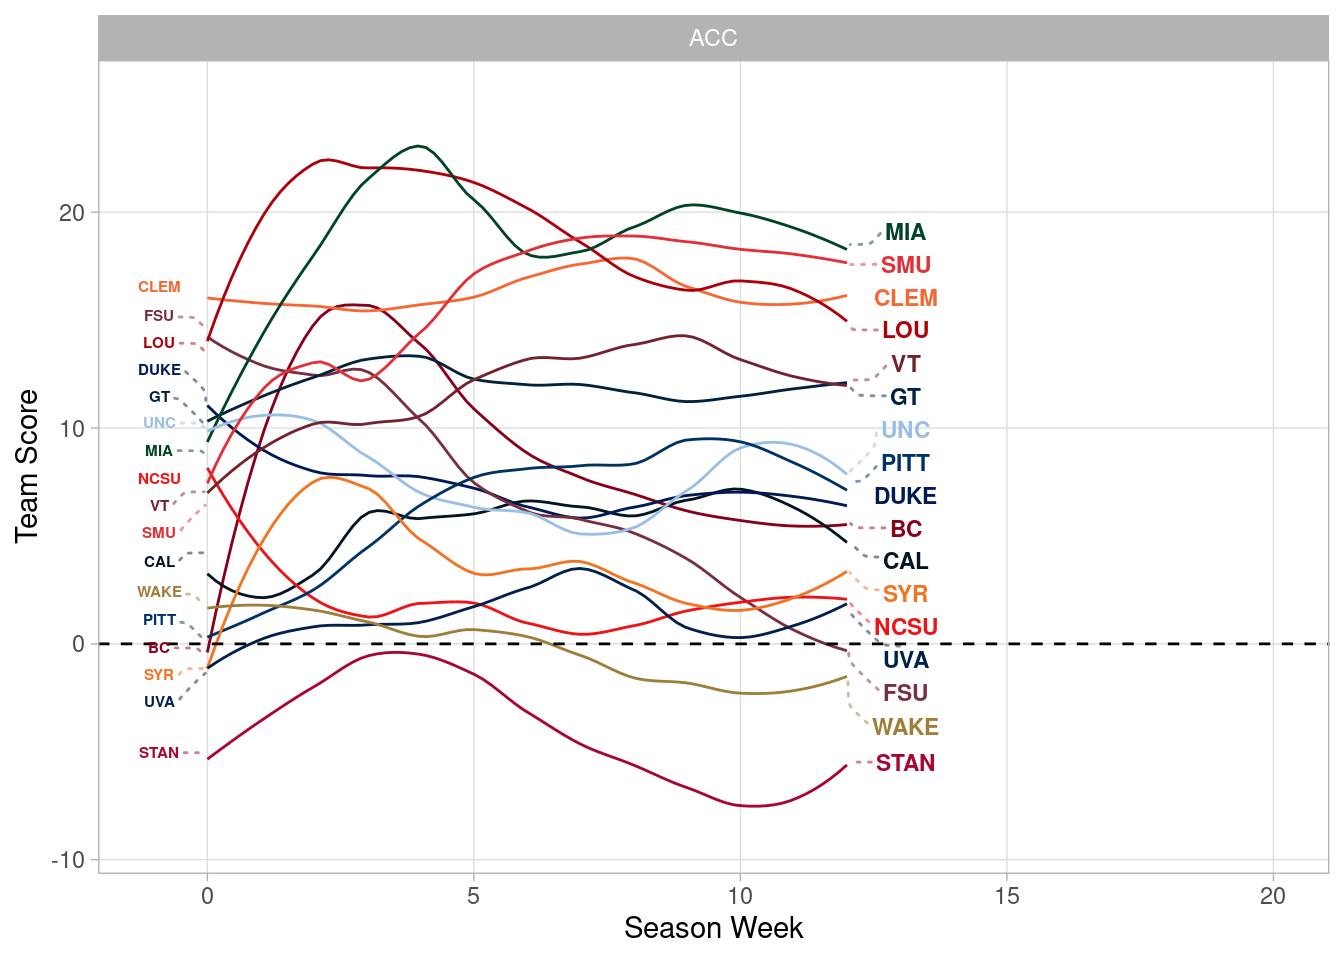 ACC
Team Score
20
10
0
-10
CLEM
FSU
LOU
DUKE
GT
UNC
MIA
NCSU
VT
SMU
CAL
WAKE
PITT
BC
SYR
UVA
STAN
MIA
SMU
CLEM
LOU
VT
GT
UNC
PITT
DUKE
BC
CAL
SYR
NCSU
UVA
FSU
WAKE
STAN
0 5 10 15 20
Season Week